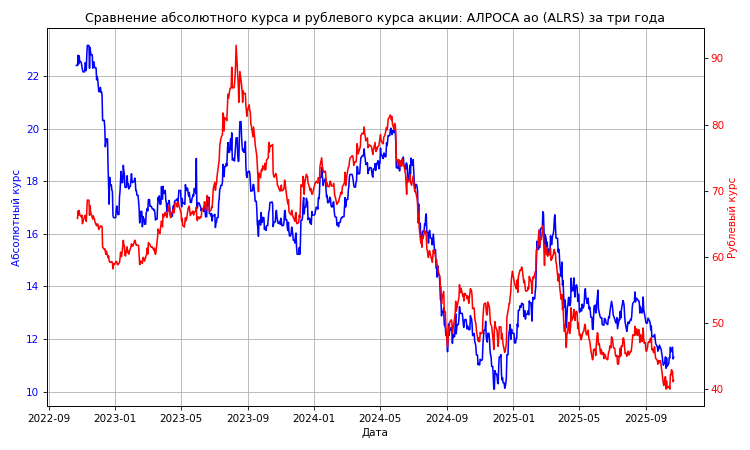 Сравнение абсолютного курса и рублевого курса акции: АЛРОСА ао (ALRS) за три года
Абсолютный курс
22
20
18
16
14
12
10
90
80
70
60
50
40
Рублевый курс
2022-09 2023-01 2023-05 2023-09 2024-01 2024-05 2024-09 2025-01 2025-05 2025-09
Дата